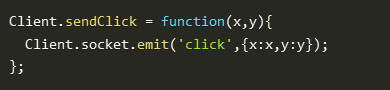 Client.sendClick = function(x,y){
  Client.socket.emit('click',{x:x,y:y});
};